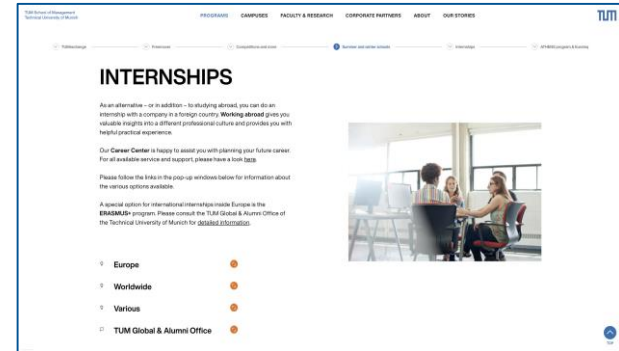 TUM School of Management
Technical University of Munich
PROGRAMS CAMPUSES FACULTY & RESEARCH CORPORATE PARTNERS ABOUT OUR STORIES
TUM
TUMexchange
Summer and winter schools
Internships
INTERNSHIPS
As an alternative – or in addition – to studying abroad, you can do an
internship with a company in a foreign country. Working abroad gives you
valuable insights into a different professional culture and provides you with
helpful practical experience.
Our Career Center is happy to assist you with planning your future career.
For all available service and support, please have a look here.
Please follow the links in the pop-up windows below for information about
the various options available.
A special option for international internships inside Europe is the
ERASMUS+ program. Please consult the TUM Global & Alumni Office of
the Technical University of Munich for detailed information.
Europe
Worldwide
Various
TUM Global & Alumni Office
TOP